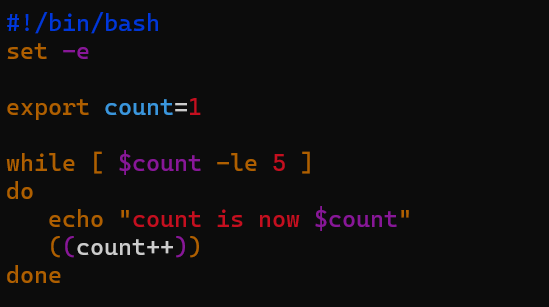 #!/bin/bash
set -e

export count=1

while [ $count -le 5 ]
do
   echo "count is now $count"
   ((count++))
done